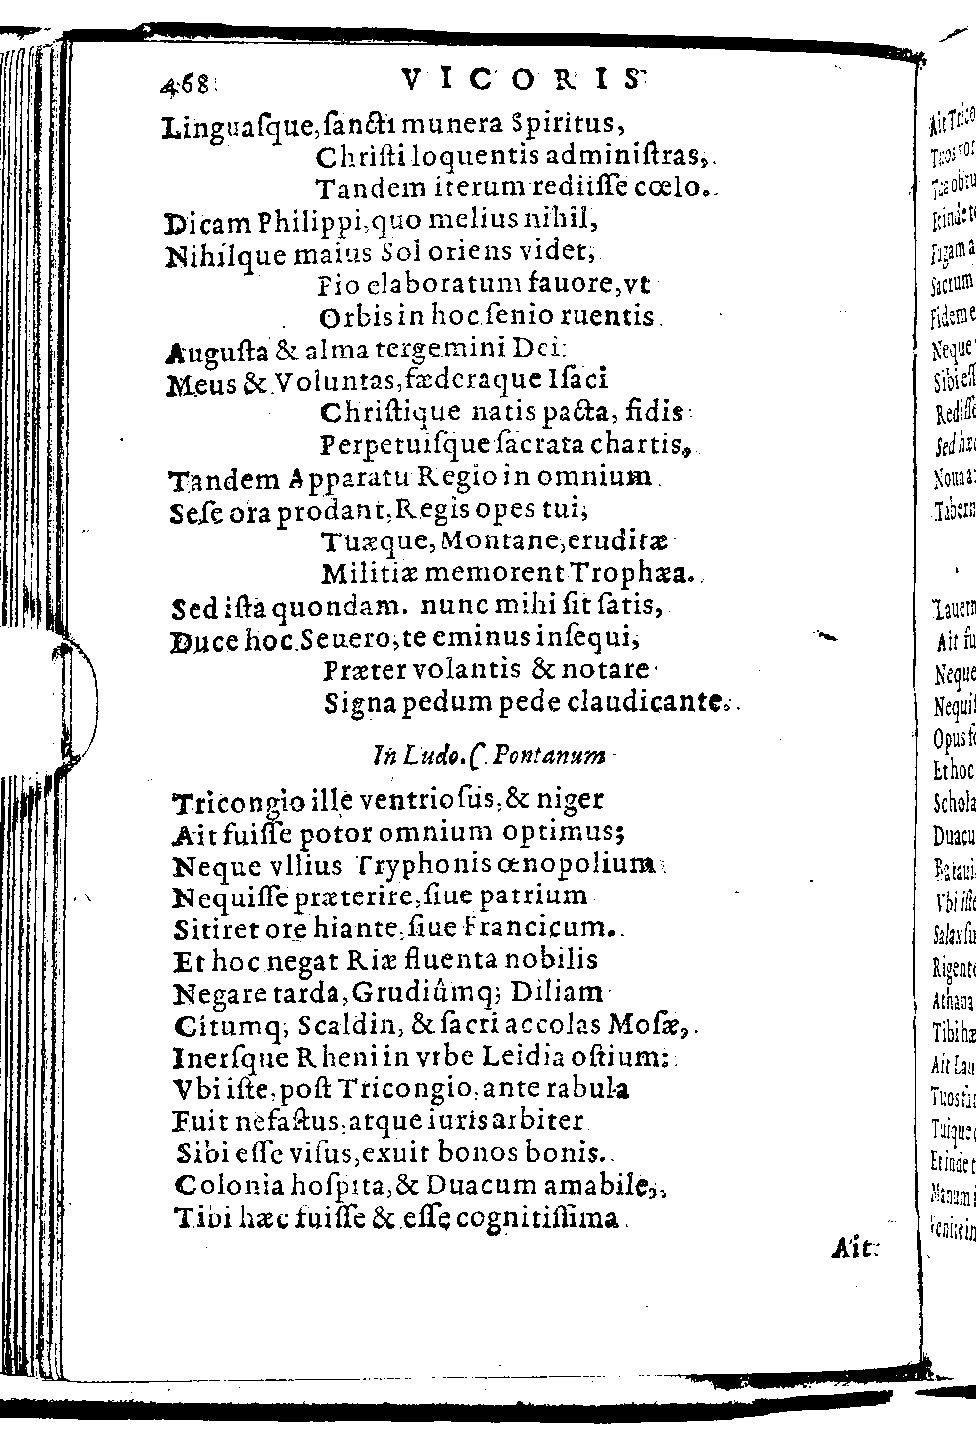 468 VICORIS
Linguaſque, ſancti munera Spiritus,
Chriſti loquentis adminiſtras,
Tandem iterum rediiſſe cœlo.
Dicam Philippi, quo melius nihil,
Nihilque maius Sol oriens videt,
Pio elaboratum fauore, vt
Orbis in hoc ſenio ruentis
Auguſta & alma tergemini Dei
Meus & Voluntas, fæderaque Iſaci
Chriſtique natis pacta, fidis
Perpetuiſque ſacrata chartis,
Tandem Apparatu Regio in omnium
Seſe ora prodant, Regis opes tui,
Tuæque, Montane, eruditæ
Militiæ memorent Trophæa.
Sed iſta quondam. nunc mihi ſit ſatis,
Duce hoc Seuero, te eminus inſequi,
Præter volantis & notare
Signa pedum pede claudicante.
In Ludo. C. Pontanum
Tricongio ille ventrioſus, & niger
Ait fuiſſe potor omnium optimus;
Neque vllius Tryphonis œnopolium
Nequiſſe præterire, ſiue patrium
Sitiret ore hiante, ſiue Francicum.
Et hoc negat Riæ fluenta nobilis
Negare tarda, Grudiûmq; Diliam
Citumq; Scaldin, & ſacri accolas Moſæ,
Inerſque Rheni in vrbe Leidia oſtium:
Vbi iſte, poſt Tricongio, ante rabula
Fuit nefaſtus, atque iuris arbiter
Sibi eſſe viſus, exuit bonos bonis.
Colonia hoſpita, & Duacum amabile,
Tibi hæc fuiſſe & eſſe cognitiſſima
Ait